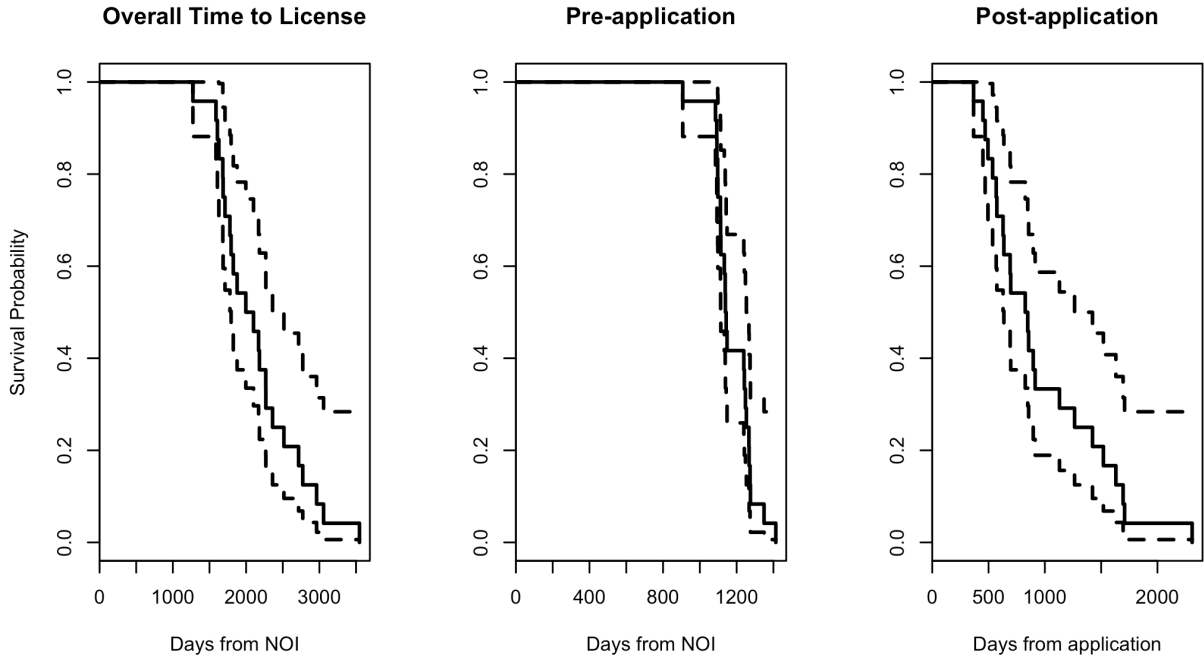 Overall Time to License
Pre-application
Post-application
Survival Probability
1.0
0.8
0.6
0.4
0.2
0.0
0 1000 2000 3000
Days from NOI
1.0
0.8
0.6
0.4
0.2
0.0
0 400 800 1200
Days from NOI
1.0
0.8
0.6
0.4
0.2
0.0
0 500 1000 2000
Days from application